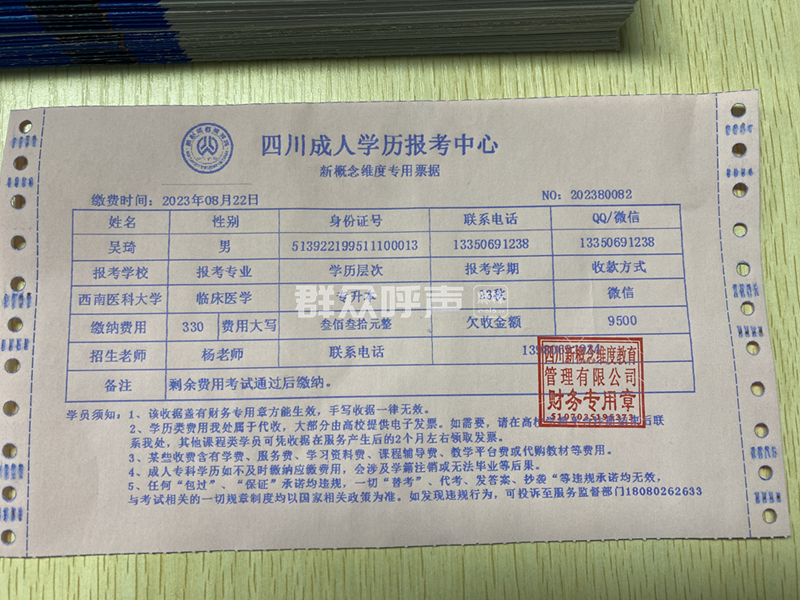 四川成人学历报考中心
新概念维度专用票据
缴费时间：2023年08月22日 NO：202380082
姓名 性别 身份证号 联系电话 QQ/微信
吴琦 男 513922199511100013 13350691238 13350691238
报考学校 报考专业 学历层次 报考学期 收款方式
西南医科大学 临床医学 专升本 23秋 微信
缴纳费用 330 费用大写 叁佰叁拾元整 欠收金额 9500
招生老师 杨老师 联系电话
备注 剩余费用考试通过后缴纳。
四川新概念维度教育
管理有限公司
财务专用章
群众呼声
学员须知：1、该收据盖有财务专用章方能生效，手写收据一律无效。
2、学历类费用我处属于代收，大部分由高校提供电子发票。如需要，请在高校
系我处，其他课程类学员可凭收据在服务产生后的2个月左右领取发票。
3、某些收费含有学费、服务费、学习资料费、课程辅导费、教学平台费或代购教材等费用。
4、成人专科学历如不及时缴纳应缴费用，会涉及学籍注销或无法毕业等后果。
5、任何“包过”、“保证”承诺均违规，一切“替考”、代考、发答案、抄袭“等违规承诺均无效，
与考试相关的一切规章制度均以国家相关政策为准。如发现违规行为，可投诉至服务监督部门18080262633